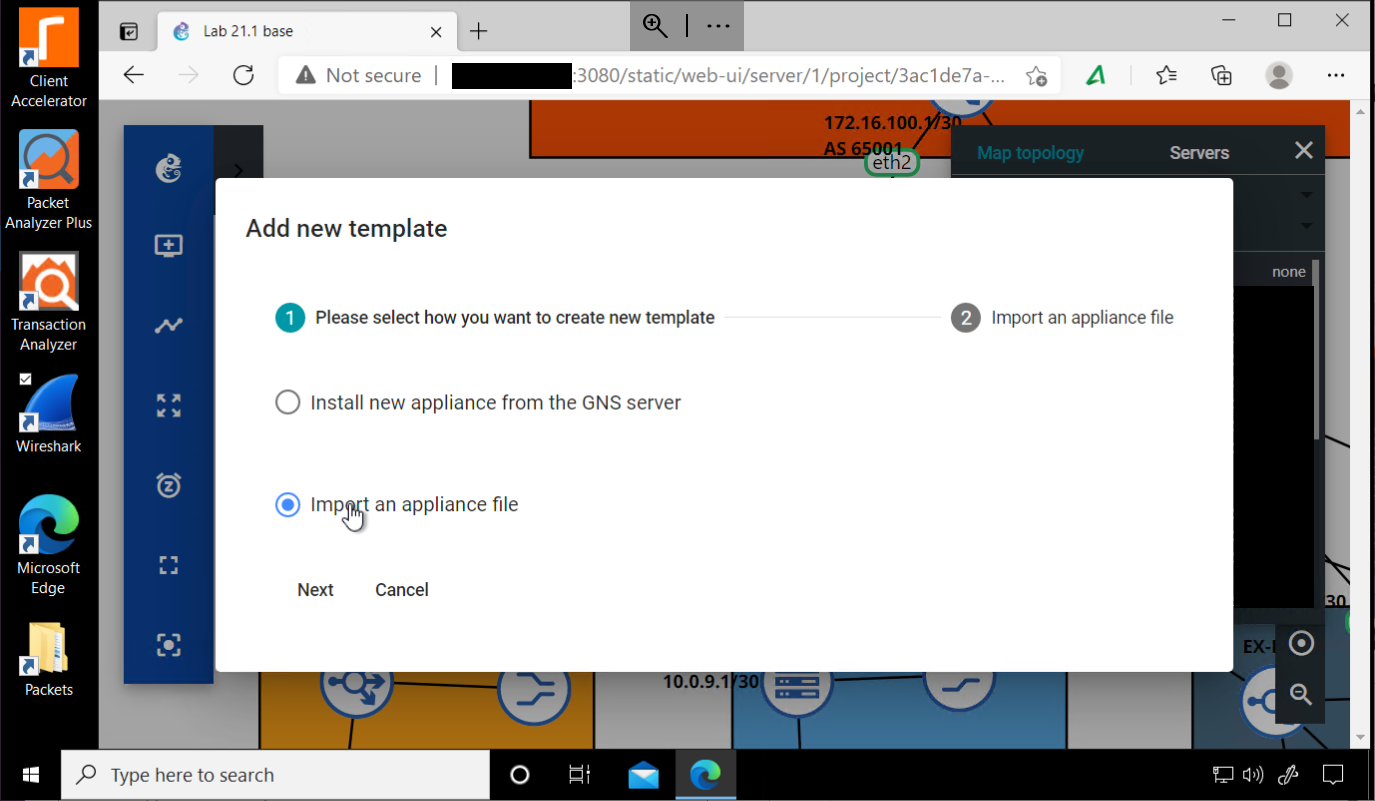 Client
Accelerator
Packet
Analyzer Plus
Transaction
Analyzer
Wireshark
Microsoft
Edge
Packets
Lab 21.1 base
Not secure
:3080/static/web-ui/server/1/project/3ac1de7a-...
172.16.100.1/30
AS 65001
eth2
Map topology
Servers
none
Add new template
1 Please select how you want to create new template
2 Import an appliance file
Install new appliance from the GNS server
Import an appliance file
Next
Cancel
30
10.0.9.1/30
Type here to search